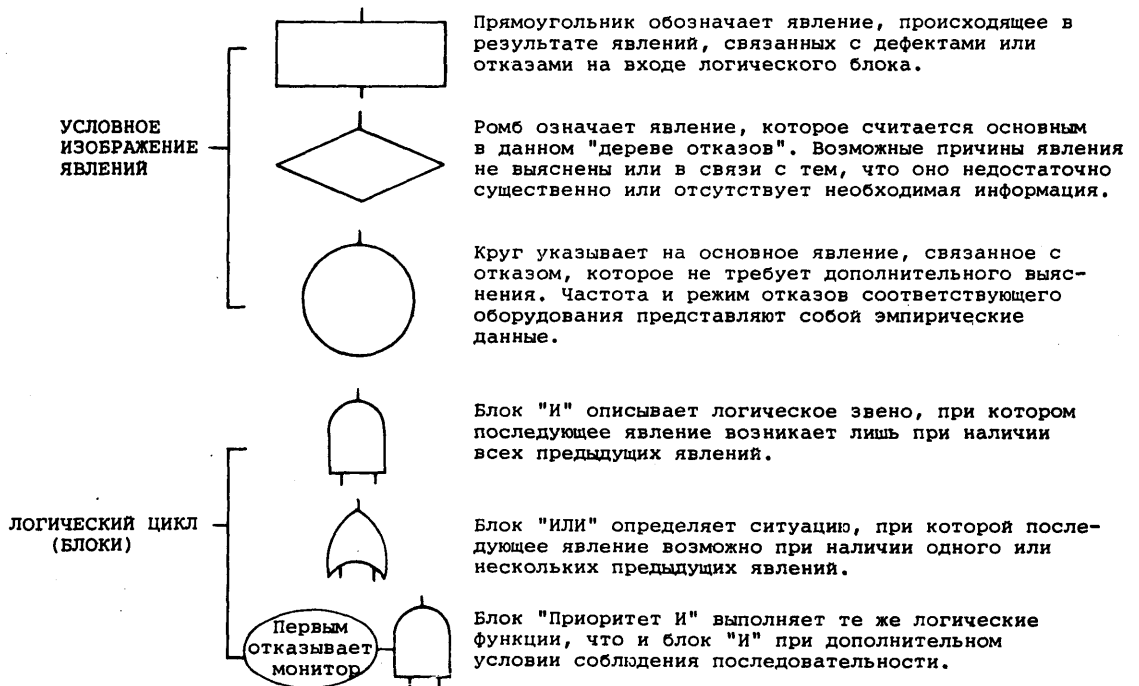 Прямоугольник обозначает явление, происходящее в
результате явлений, связанных с дефектами или
отказами на входе логического блока.
УСЛОВНОЕ
ИЗОБРАЖЕНИЕ
ЯВЛЕНИЙ
Ромб означает явление, которое считается основным
в данном "дереве отказов". Возможные причины явления
не выяснены или в связи с тем, что оно недостаточно
существенно или отсутствует необходимая информация.
Круг указывает на основное явление, связанное с
отказом, которое не требует дополнительного выяс-
нения. Частота и режим отказов соответствующего
оборудования представляют собой эмпирические
данные.
Блок "И" описывает логическое звено, при котором
последующее явление возникает лишь при наличии
всех предыдущих явлений.
ЛОГИЧЕСКИЙ ЦИКЛ
(БЛОКИ)
Блок "ИЛИ" определяет ситуацию, при которой после-
дующее явление возможно при наличии одного или
нескольких предыдущих явлений.
Первым
отказывает
монитор
Блок "Приоритет И" выполняет те же логические
функции, что и блок "И" при дополнительном
условии соблюдения последовательности.